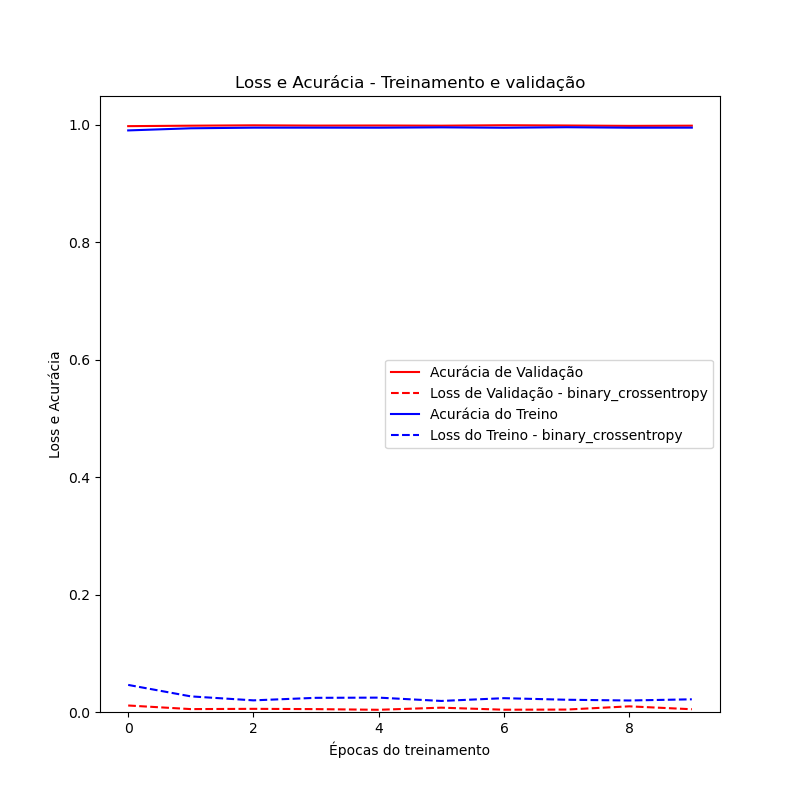 Loss e Acurácia - Treinamento e validação
1.0
0.8
0.6
0.4
0.2
0.0
Loss e Acurácia
Acurácia de Validação
Loss de Validação - binary_crossentropy
Acurácia do Treino
Loss do Treino - binary_crossentropy
0 2 4 6 8
Épocas do treinamento